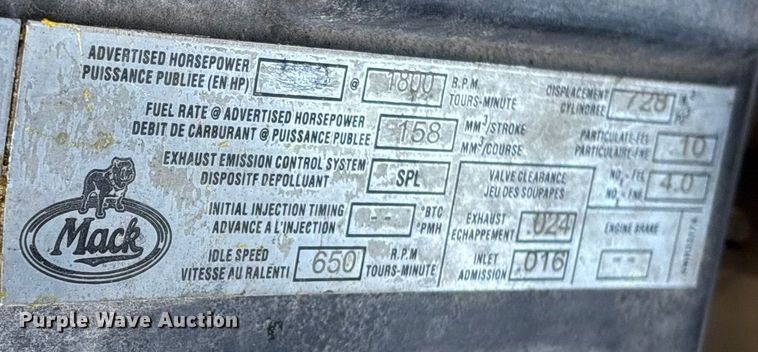 ADVERTISED HORSEPOWER
PUISSANCE PUBLIEE (EN HP) @ 1800 R.P.M
TOURS-MINUTE
DISPLACEMENT
CYLINDREE 728
FUEL RATE @ ADVERTISED HORSEPOWER
DEBIT DE CARBURANT @ PUISSANCE PUBLEE 158 MM³/STROKE
MM³/COURSE
PARTICULATE-FEL
PARTICULAIRE-FNE .10
EXHAUST EMISSION CONTROL SYSTEM
DISPOSITF DEPOLLUANT SPL
VALVE CLEARANCE
JEU DES SOUPAPES
NOx - FEL
NOx - FNE 4.0
INITIAL INJECTION TIMING
AVANCE A L'INJECTION -- °BTC
°PMH
EXHAUST
ECHAPPEMENT .024
ENGINE BRAKE
--
IDLE SPEED
VITESSE AU RALENTI 650 R.P.M
TOURS-MINUTE
INLET
ADMISSION .016
Mack
Purple Wave Auction